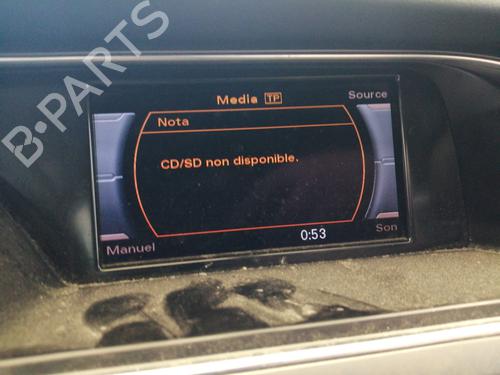 B-PARTS
Media TP
Source
Nota
CD/SD non disponible.
0:53
Manuel
Son